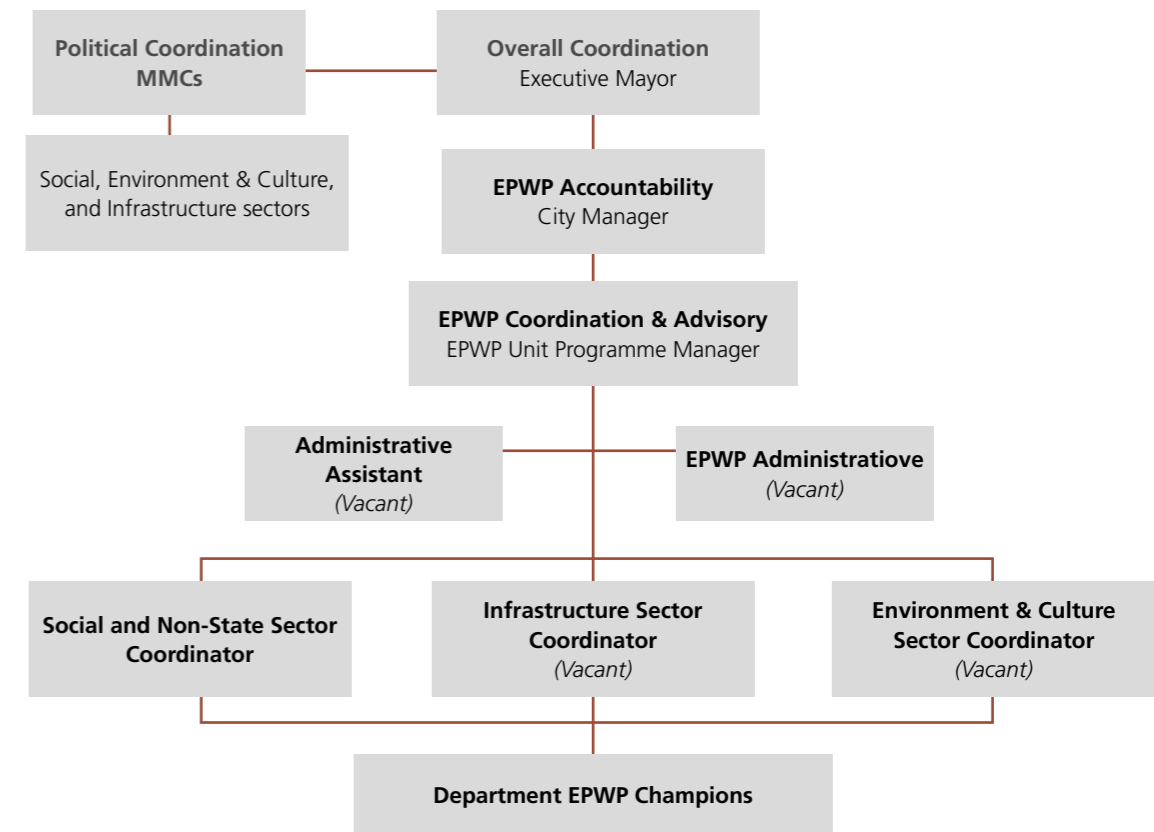 Political Coordination
MMCs
Overall Coordination
Executive Mayor
Social, Environment & Culture,
and Infrastructure sectors
EPWP Accountability
City Manager
EPWP Coordination & Advisory
EPWP Unit Programme Manager
Administrative
Assistant
(Vacant)
EPWP Administratiove
(Vacant)
Social and Non-State Sector
Coordinator
Infrastructure Sector
Coordinator
(Vacant)
Environment & Culture
Sector Coordinator
(Vacant)
Department EPWP Champions